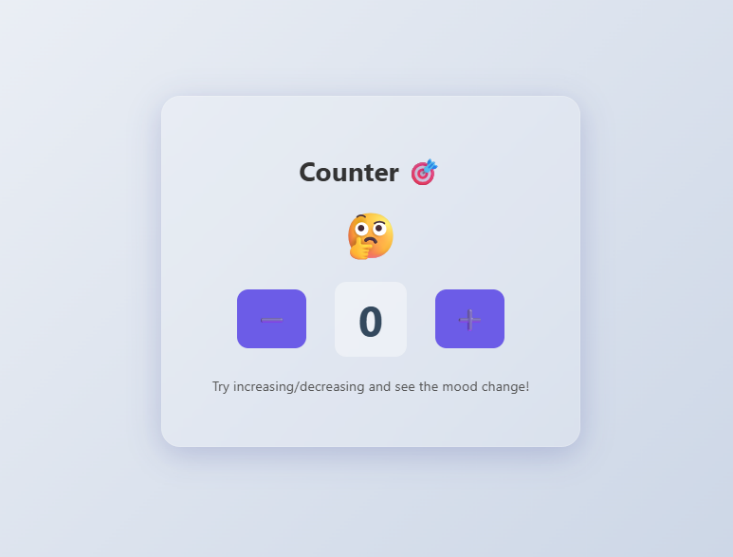 Counter 🎯
🤔
➖ 0 ➕
Try increasing/decreasing and see the mood change!